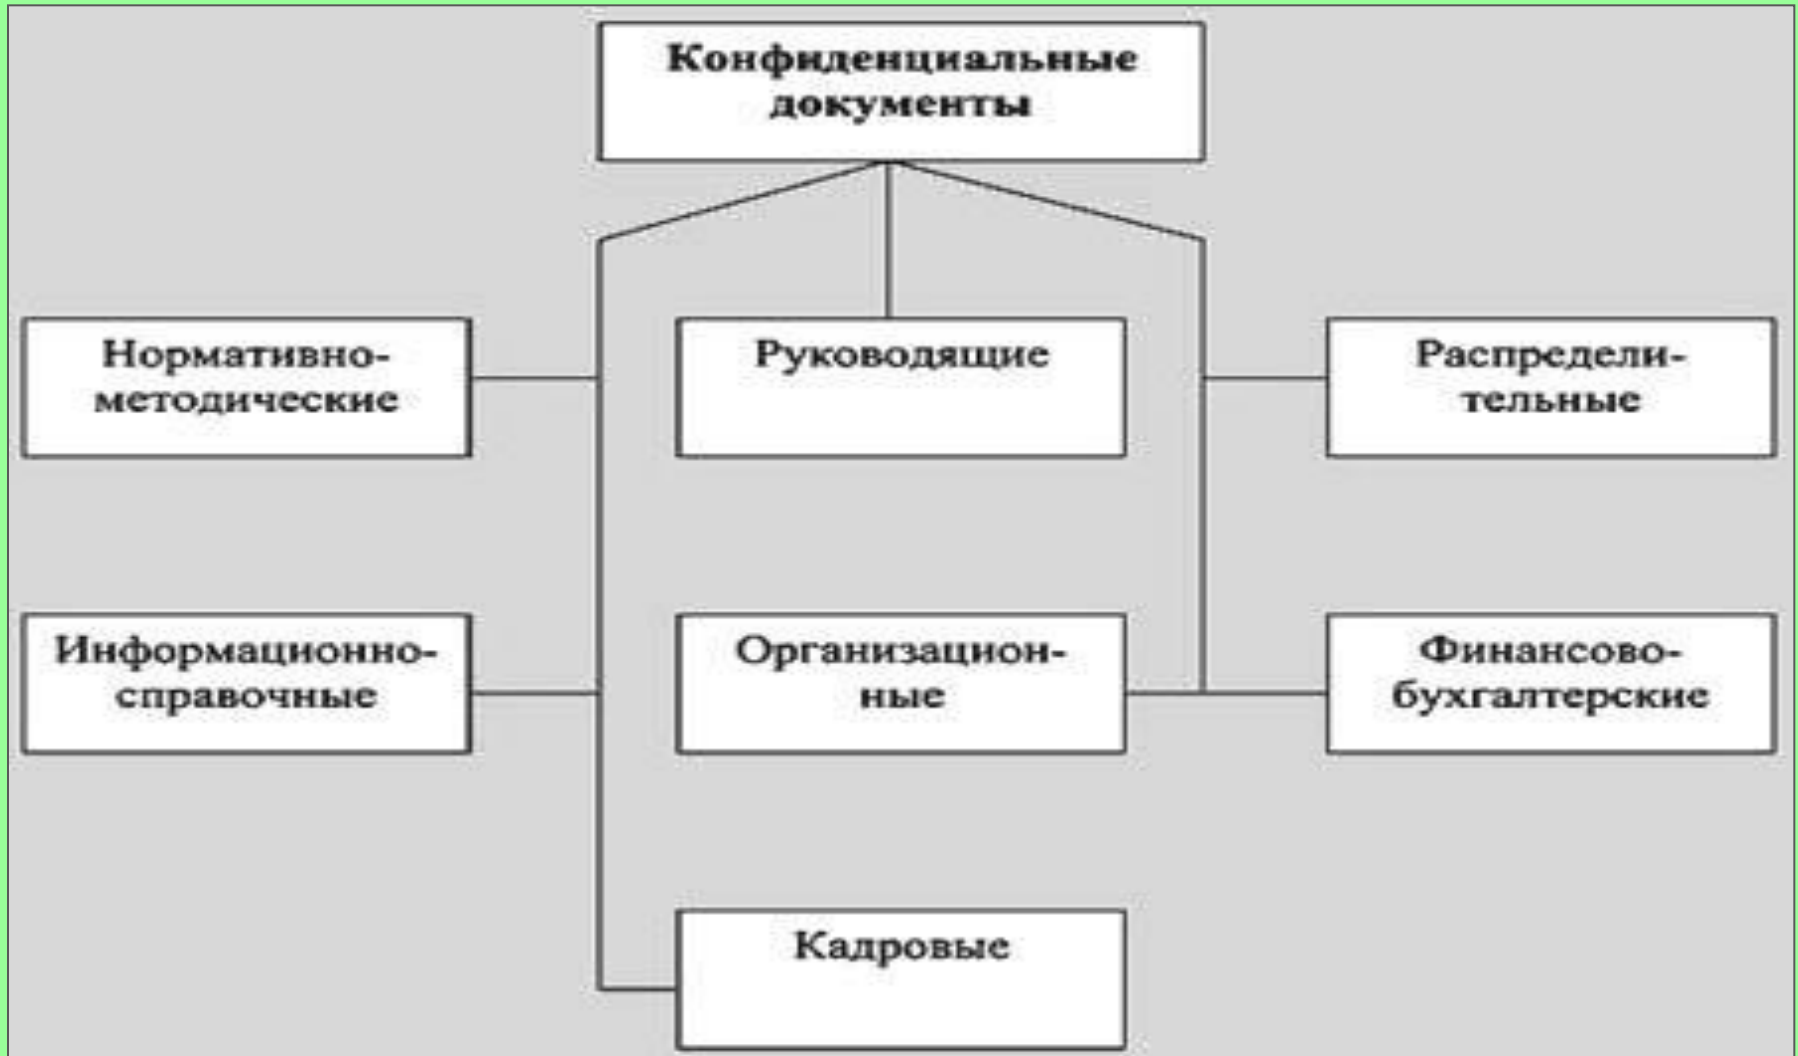 Конфиденциальные
документы
Нормативно-
методические
Руководящие
Распредели-
тельные
Информационно-
справочные
Организацион-
ные
Финансово-
бухгалтерские
Кадровые